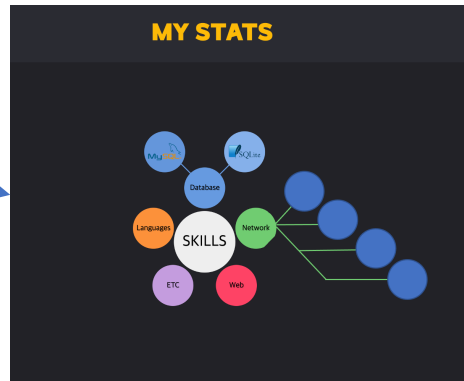 MY STATS
MySQL
SQLite
Database
Languages
Network
SKILLS
ETC
Web